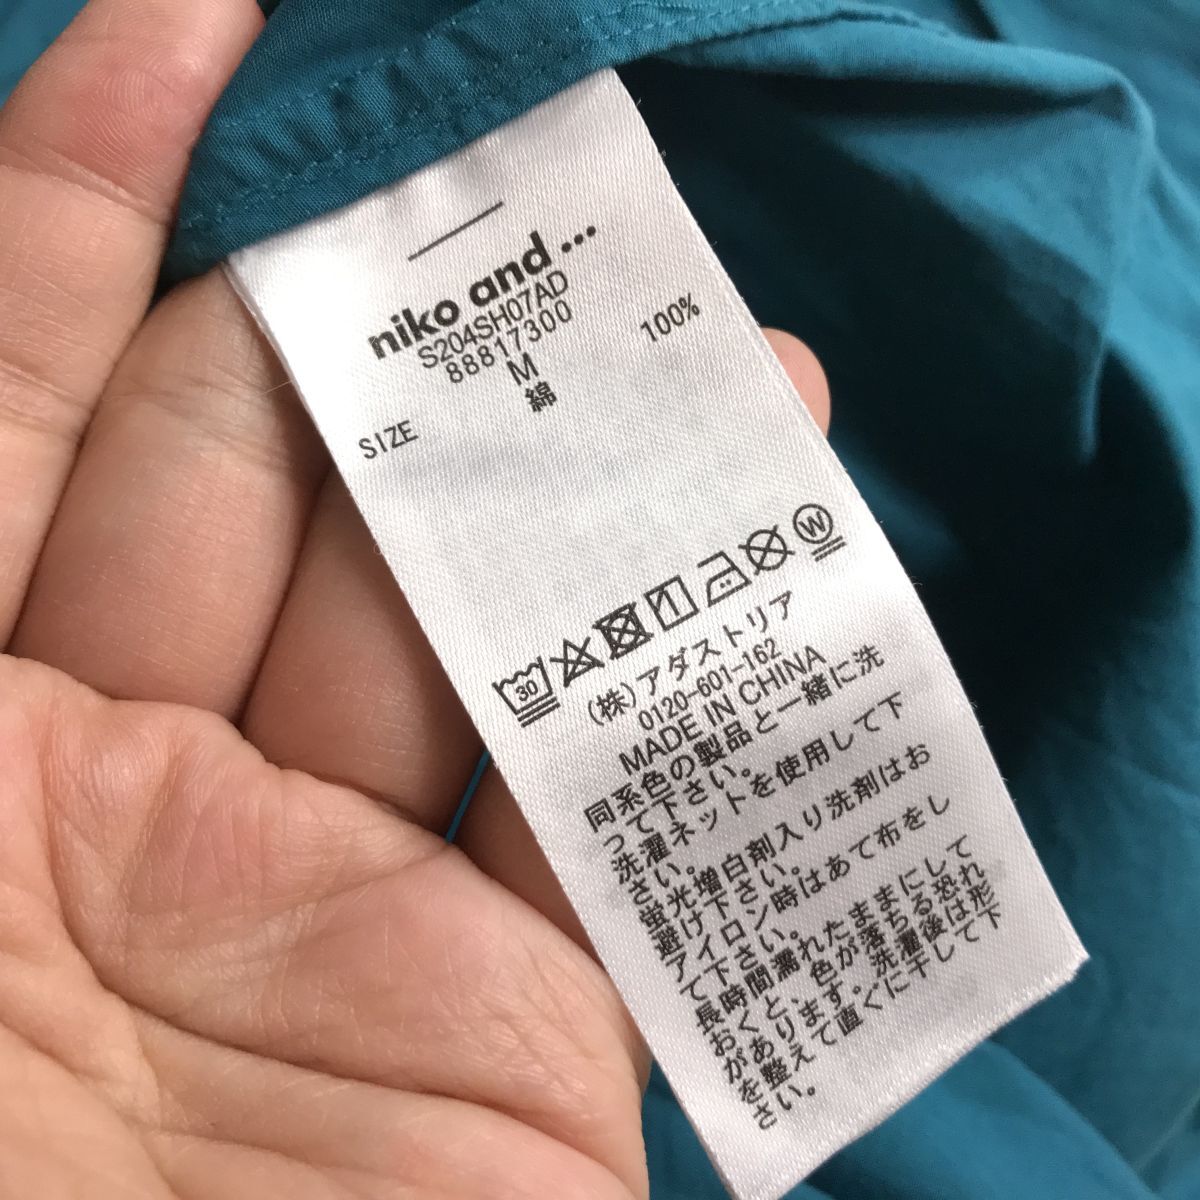 niko and ...
S204SH07AD
88817300
SIZE M
綿 100%
30 W
(株)アダストリア
0120-601-162
MADE IN CHINA
同系色の製品と一緒に洗
って下さい。
洗濯ネットを使用して下
さい。
蛍光増白剤入り洗剤はお
避け下さい。
アイロン時はあて布をし
て下さい。
長時間濡れたままにして
おくと、色が落ちる恐れ
があります。洗濯後は形
を整えて直ぐに干して下
さい。